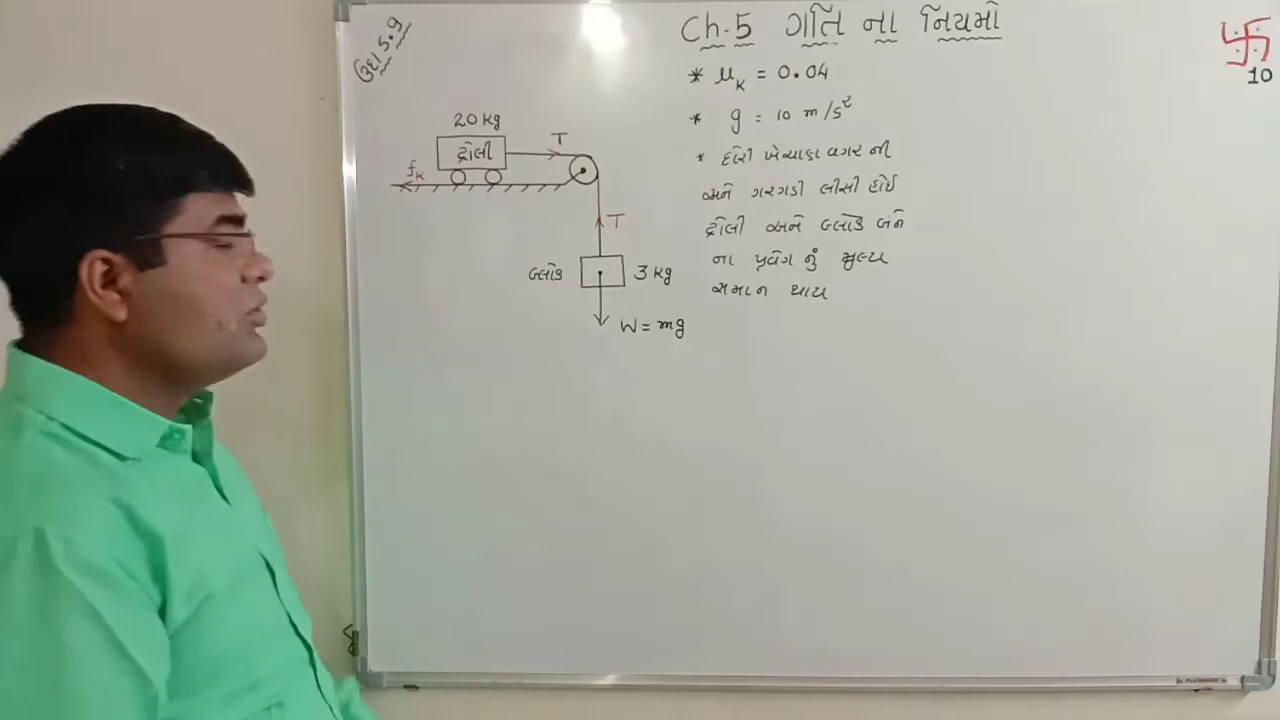 ઉદા 5.9
Ch-5 ગતિ ના નિયમો
10
* μK = 0.04
* g = 10 m/s²
* દોરી ખેંચાયા વગર ની
અને ગરગડી લીસી હોઈ
ટ્રોલી અને બ્લોક બંને
ના પ્રવેગ નું મુલ્ય
સમાન થાય
20 kg
ટ્રોલી
T
fK
T
બ્લોક
3 kg
W = mg